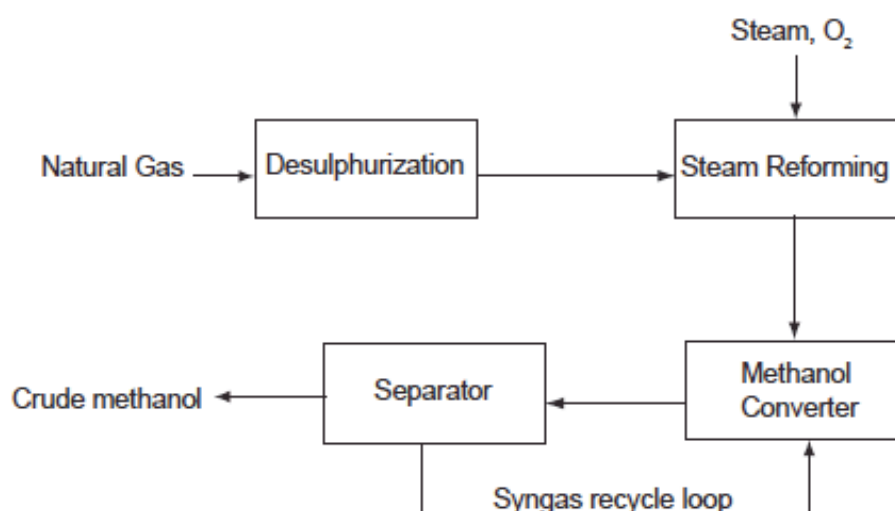 Steam, O₂
Natural Gas
Desulphurization
Steam Reforming
Crude methanol
Separator
Methanol
Converter
Syngas recycle loop